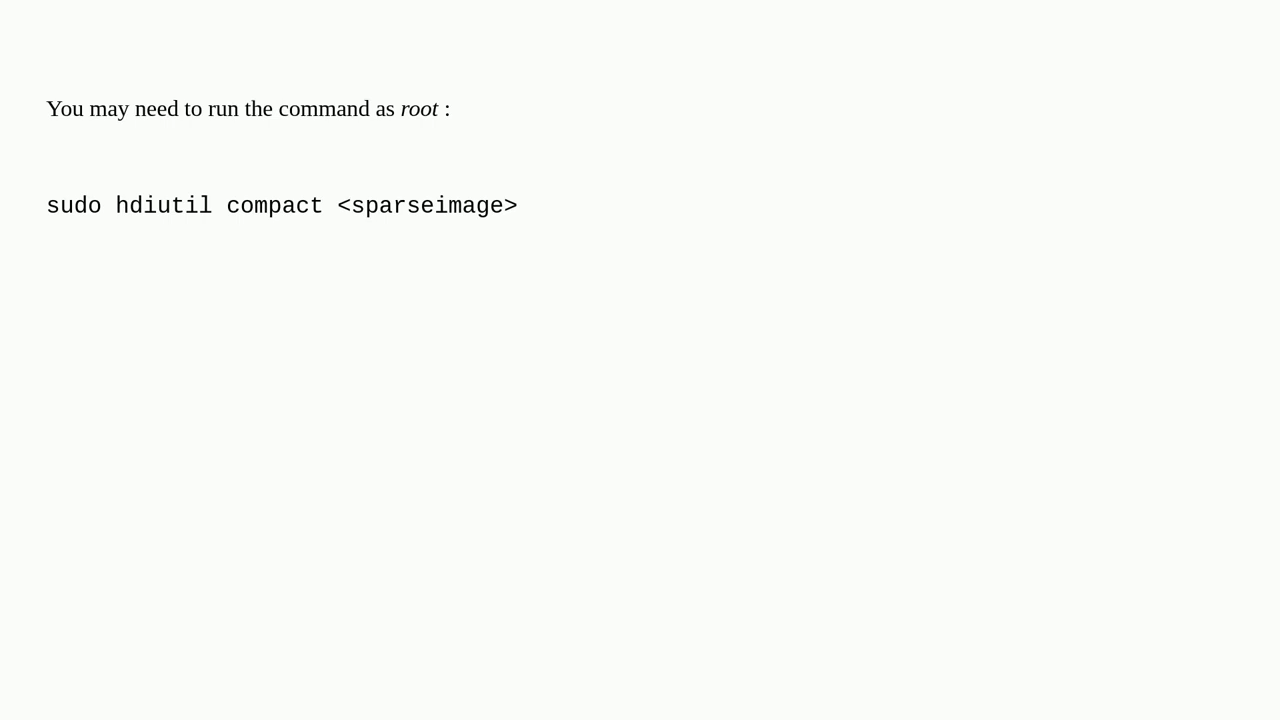 You may need to run the command as root :
sudo hdiutil compact <sparseimage>